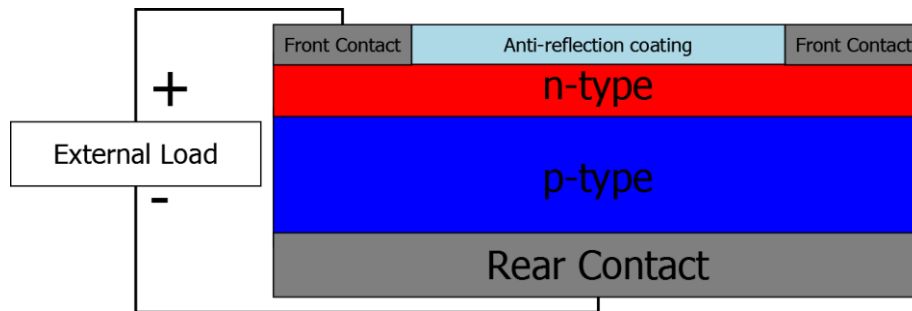 Front Contact
Anti-reflection coating
Front Contact
n-type
+
External Load
-
p-type
Rear Contact